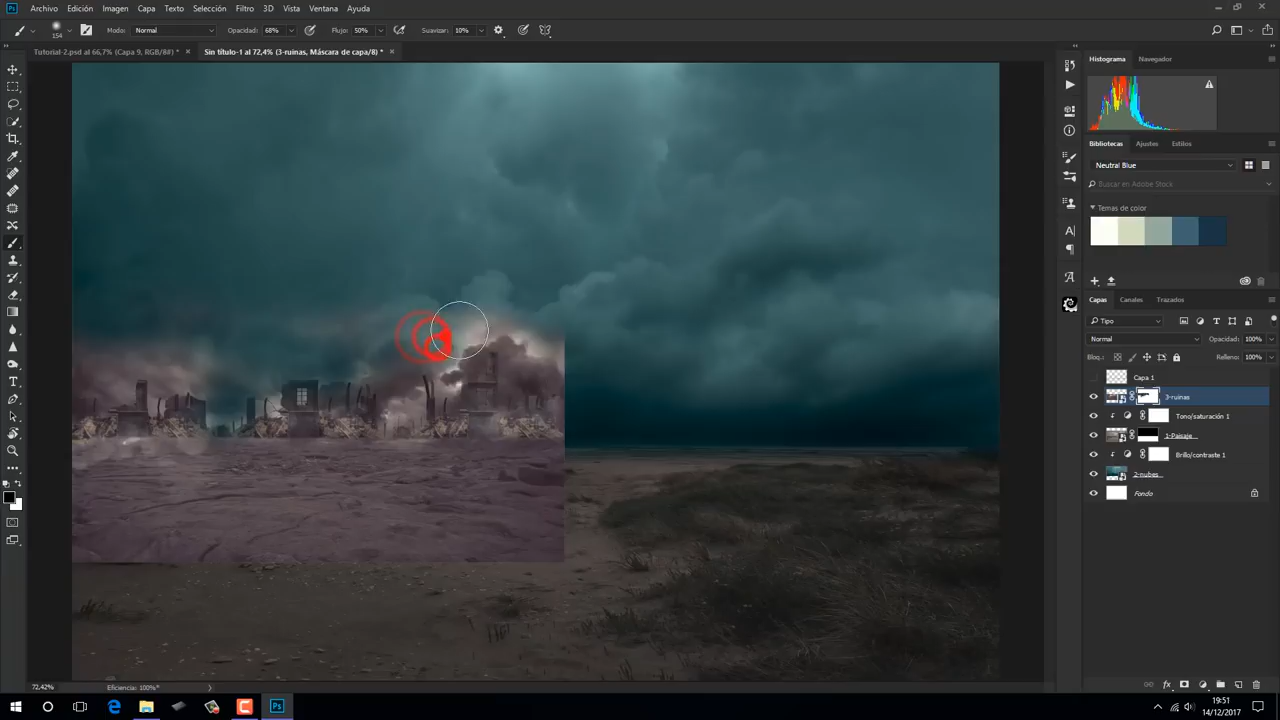 Archivo Edición Imagen Capa Texto Selección Filtro 3D Vista Ventana Ayuda
154 Modo: Normal Opacidad: 68% Flujo: 50% Suavizar: 10%
Tutorial-2.psd al 66,7% (Capa 9, RGB/8#) * × Sin título-1 al 72,4% (3-ruinas, Máscara de capa/8) * ×
Histograma Navegador
Bibliotecas Ajustes Estilos
Neutral Blue
Buscar en Adobe Stock
Temas de color
Capas Canales Trazados
Tipo
Normal Opacidad: 100%
Bloq.: Relleno: 100%
Capa 1
3-ruinas
Tono/saturación 1
1-Paisaje
Brillo/contraste 1
2-nubes
Fondo
72,42% Eficiencia: 100%*
19:51
14/12/2017